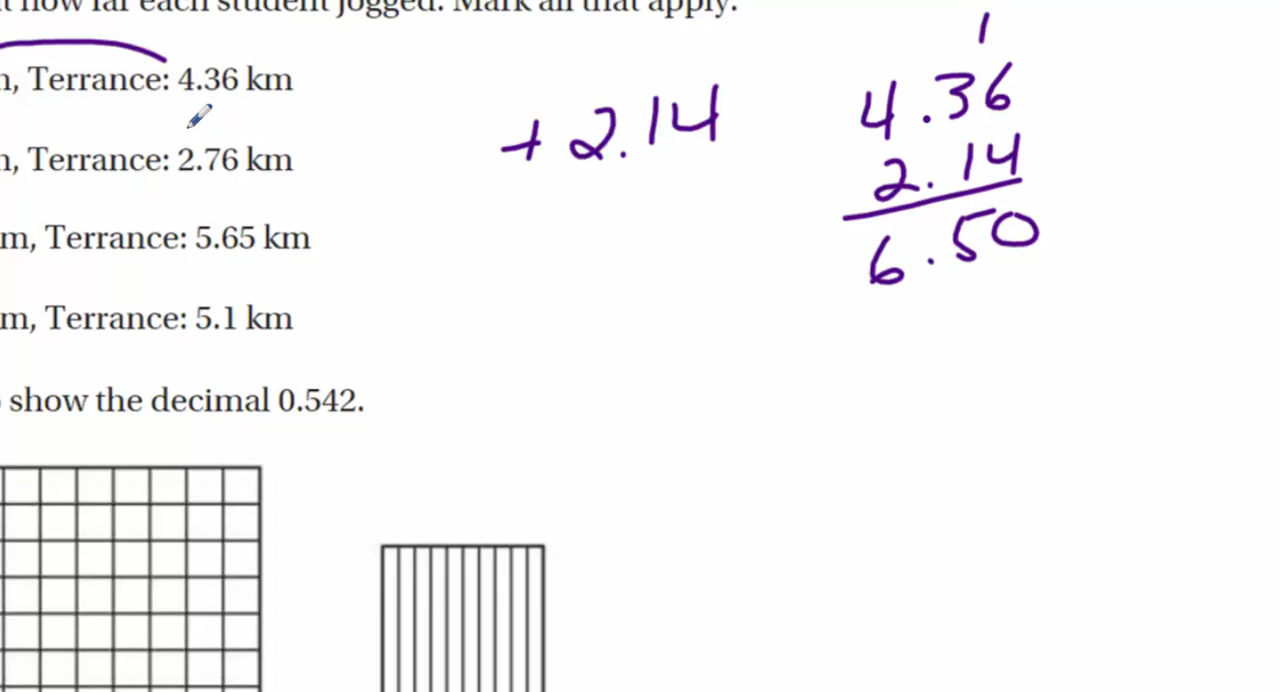 how far each student jogged. Mark all that apply.
Terrance: 4.36 km
Terrance: 2.76 km
m, Terrance: 5.65 km
m, Terrance: 5.1 km
show the decimal 0.542.
+ 2.14
1
4.36
2.14
6.50